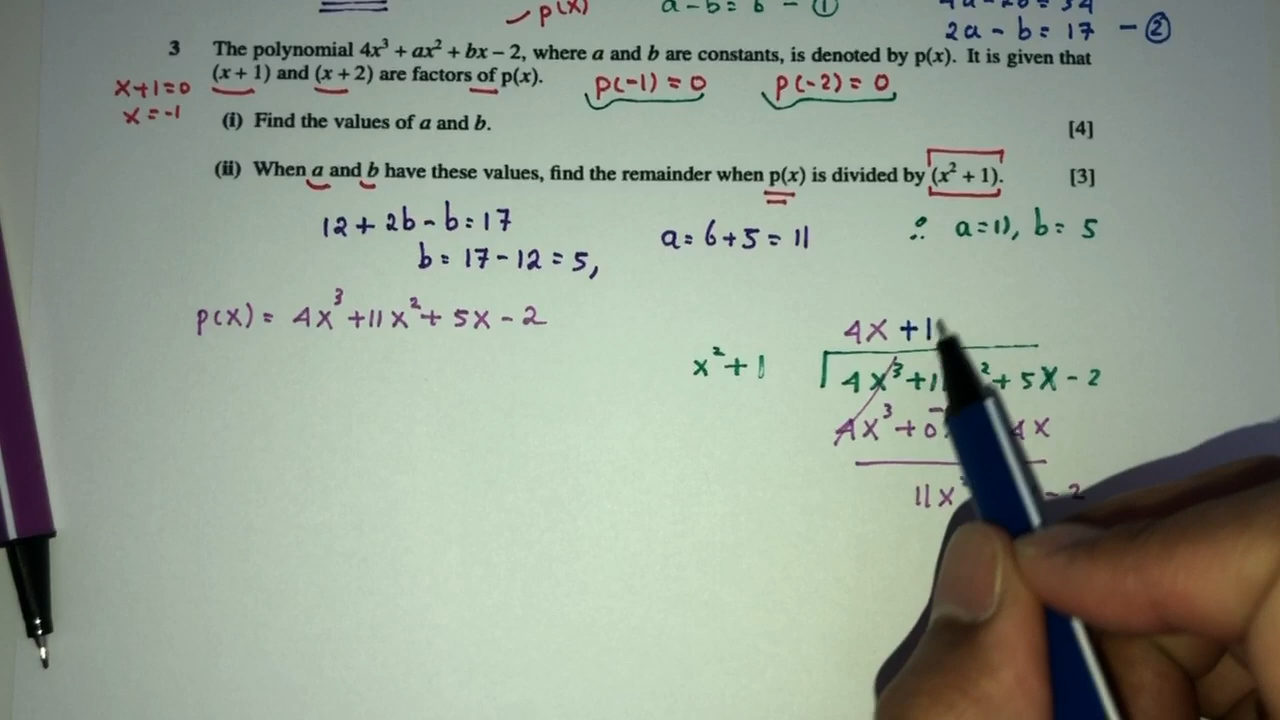 p(x)
a - b = 6 - ①
2a - b = 17 - ②
3 The polynomial 4x³ + ax² + bx − 2, where a and b are constants, is denoted by p(x). It is given that
(x + 1) and (x + 2) are factors of p(x).
x+1=0
x=-1
p(-1)=0 p(-2)=0
(i) Find the values of a and b. [4]
(ii) When a and b have these values, find the remainder when p(x) is divided by (x² + 1). [3]
12 + 2b - b = 17
b = 17 - 12 = 5,
a = 6 + 5 = 11
∴ a = 11, b = 5
p(x) = 4x³ + 11x² + 5x - 2
4x + 1
x² + 1 4x³ + 1 ² + 5x - 2
4x³ + 0 4x
11x - 2